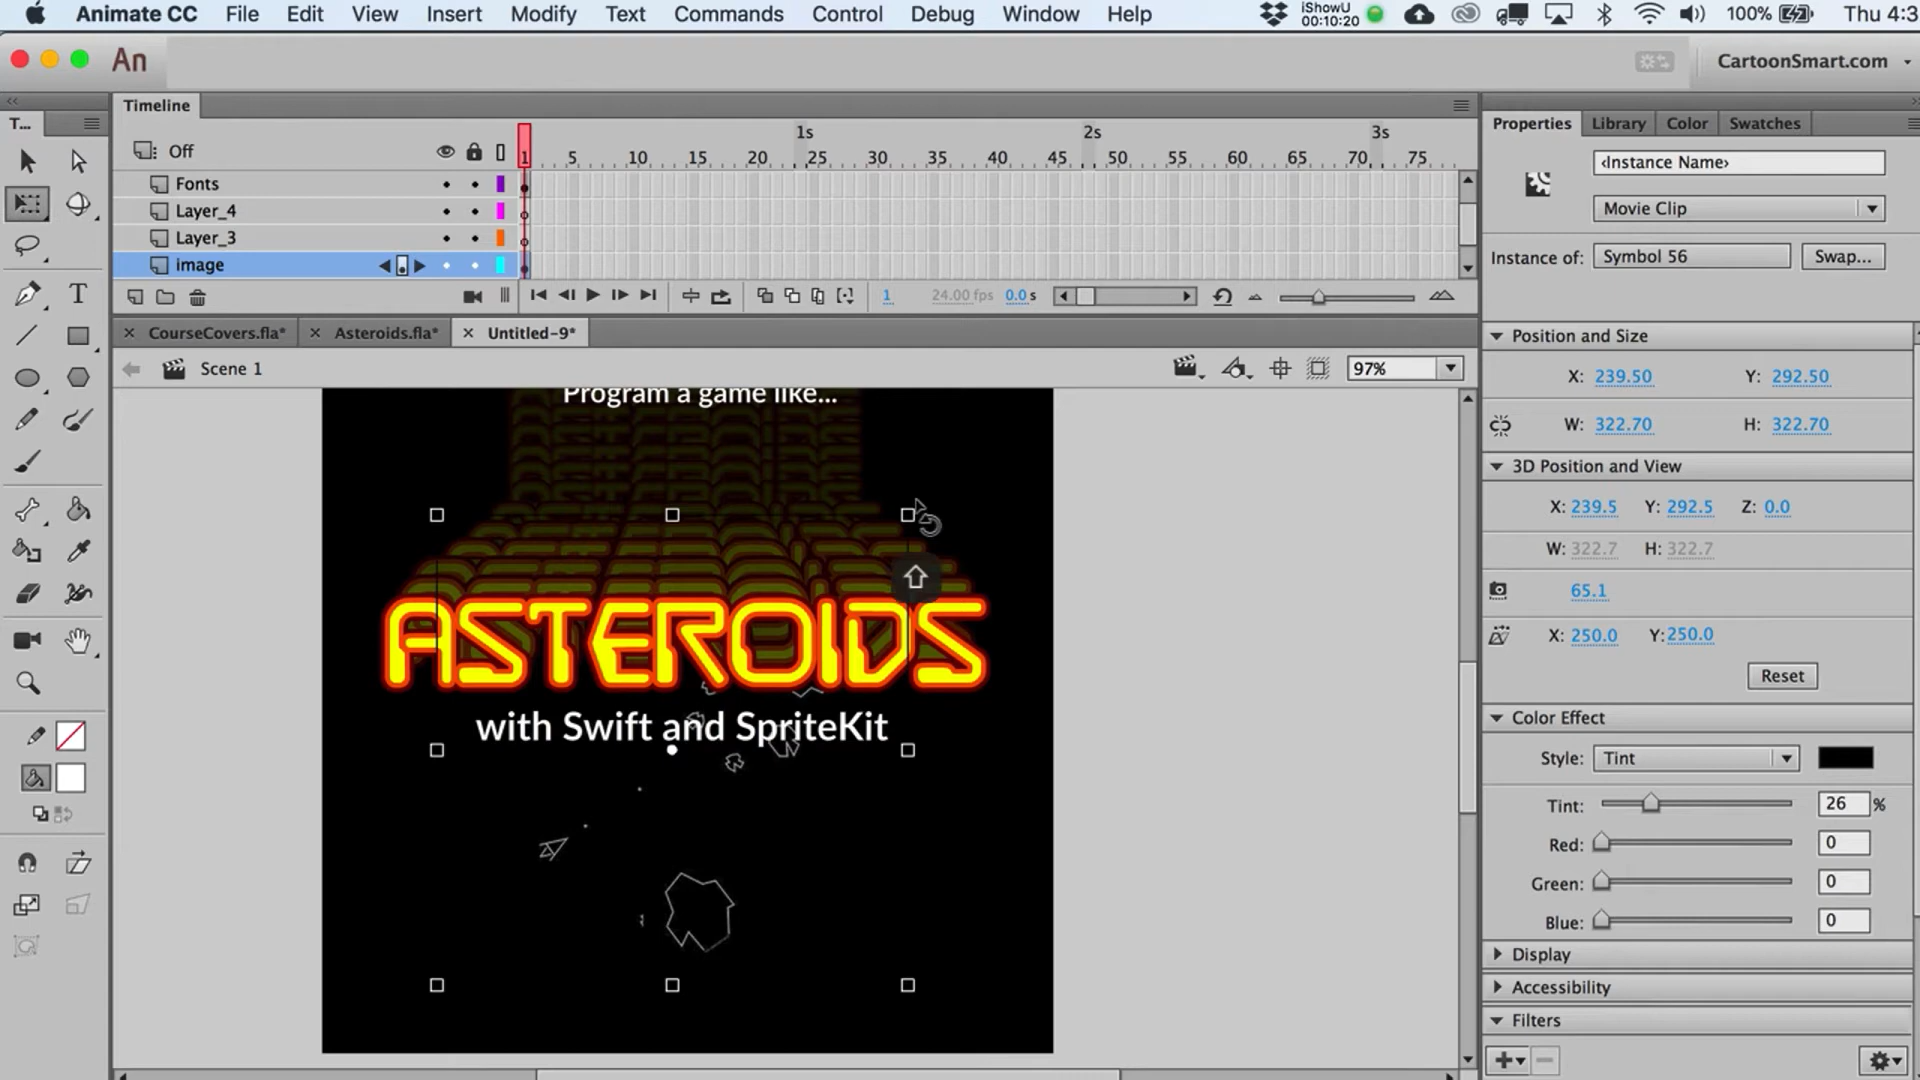 Animate CC File Edit View Insert Modify Text Commands Control Debug Window Help iShowU 00:10:20 100% Thu 4:3
An CartoonSmart.com
Timeline
T...
Properties Library Color Swatches
1s 2s 3s
Off
1 5 10 15 20 25 30 35 40 45 50 55 60 65 70 75
Fonts
Layer_4
Layer_3
image
<Instance Name>
Movie Clip
Instance of: Symbol 56 Swap...
1 24.00 fps 0.0 s
CourseCovers.fla* Asteroids.fla* Untitled-9*
Scene 1 97%
Position and Size
X: 239.50 Y: 292.50
W: 322.70 H: 322.70
3D Position and View
X: 239.5 Y: 292.5 Z: 0.0
W: 322.7 H: 322.7
65.1
X: 250.0 Y: 250.0
Reset
Color Effect
Style: Tint
Tint: 26 %
Red: 0
Green: 0
Blue: 0
Display
Accessibility
Filters
Program a game like...
ASTEROIDS
with Swift and SpriteKit